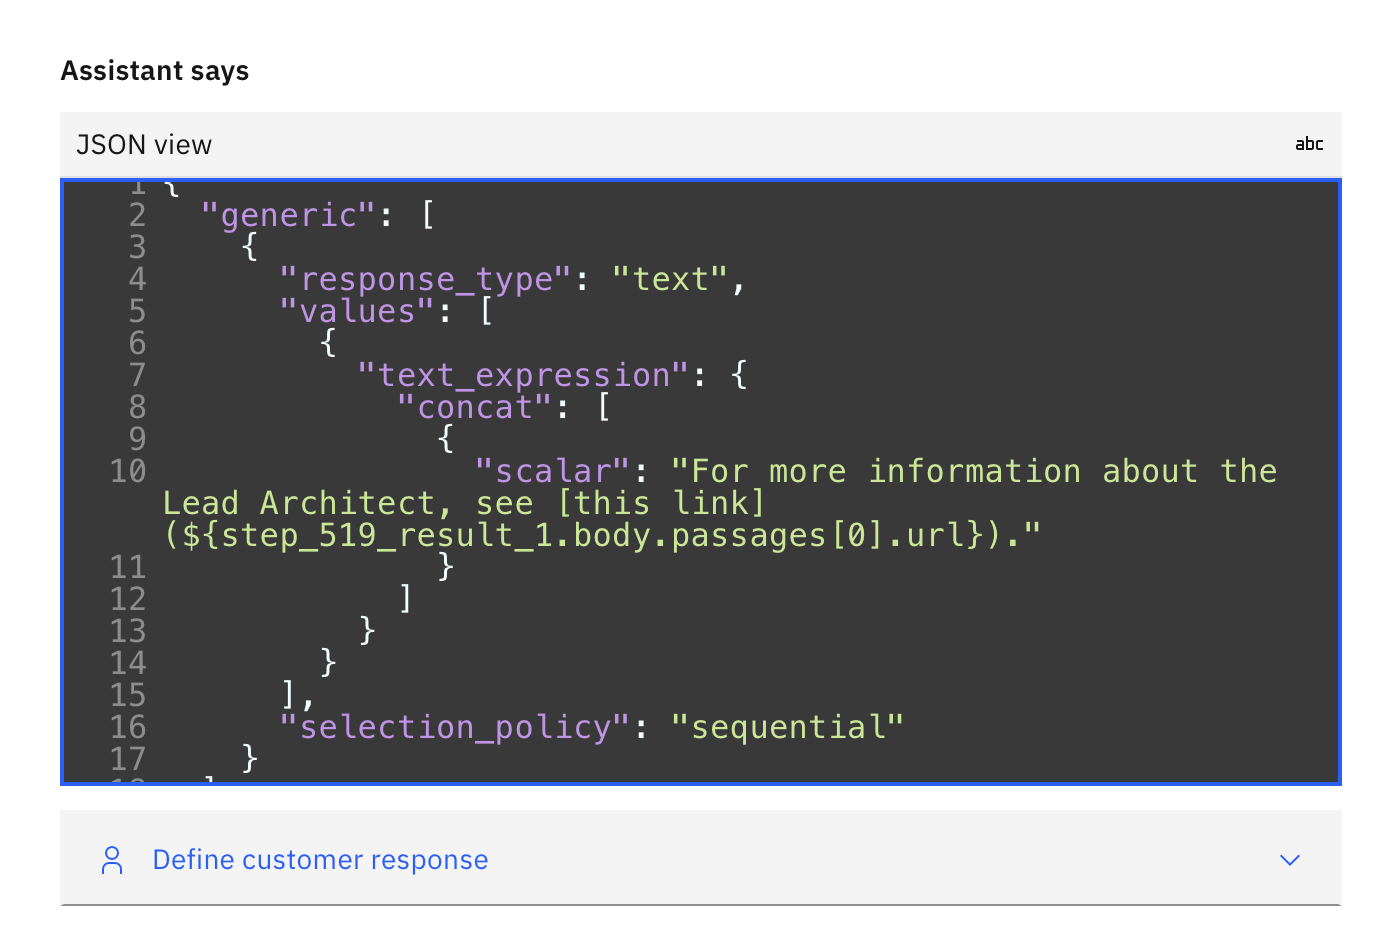 Assistant says
JSON view
abc
1 {
2 "generic": [
3 {
4 "response_type": "text",
5 "values": [
6 {
7 "text_expression": {
8 "concat": [
9 {
10 "scalar": "For more information about the
Lead Architect, see [this link]
(${step_519_result_1.body.passages[0].url})."
11 }
12 ]
13 }
14 }
15 ],
16 "selection_policy": "sequential"
17 }
18 ]
Define customer response